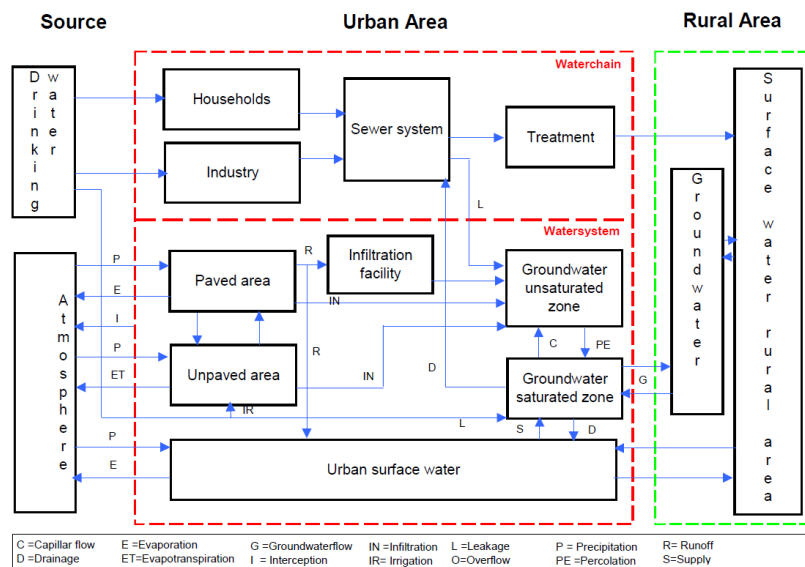 Source
Urban Area
Rural Area
Waterchain
Drinking
water
Households
Industry
Sewer system
Treatment
L
Surface water rural area
Groundwater
Watersystem
Atmosphere
P
E
I
P
ET
P
E
Paved area
R
Infiltration
facility
IN
R
Unpaved area
IN
IR
D
L
Groundwater
unsaturated
zone
C
PE
Groundwater
saturated zone
G
S
D
Urban surface water
C =Capillar flow
D =Drainage
E =Evaporation
ET=Evapotranspiration
G =Groundwaterflow
I = Interception
IN =Infiltration
IR= Irrigation
L =Leakage
O=Overflow
P = Precipitation
PE =Percolation
R= Runoff
S=Supply